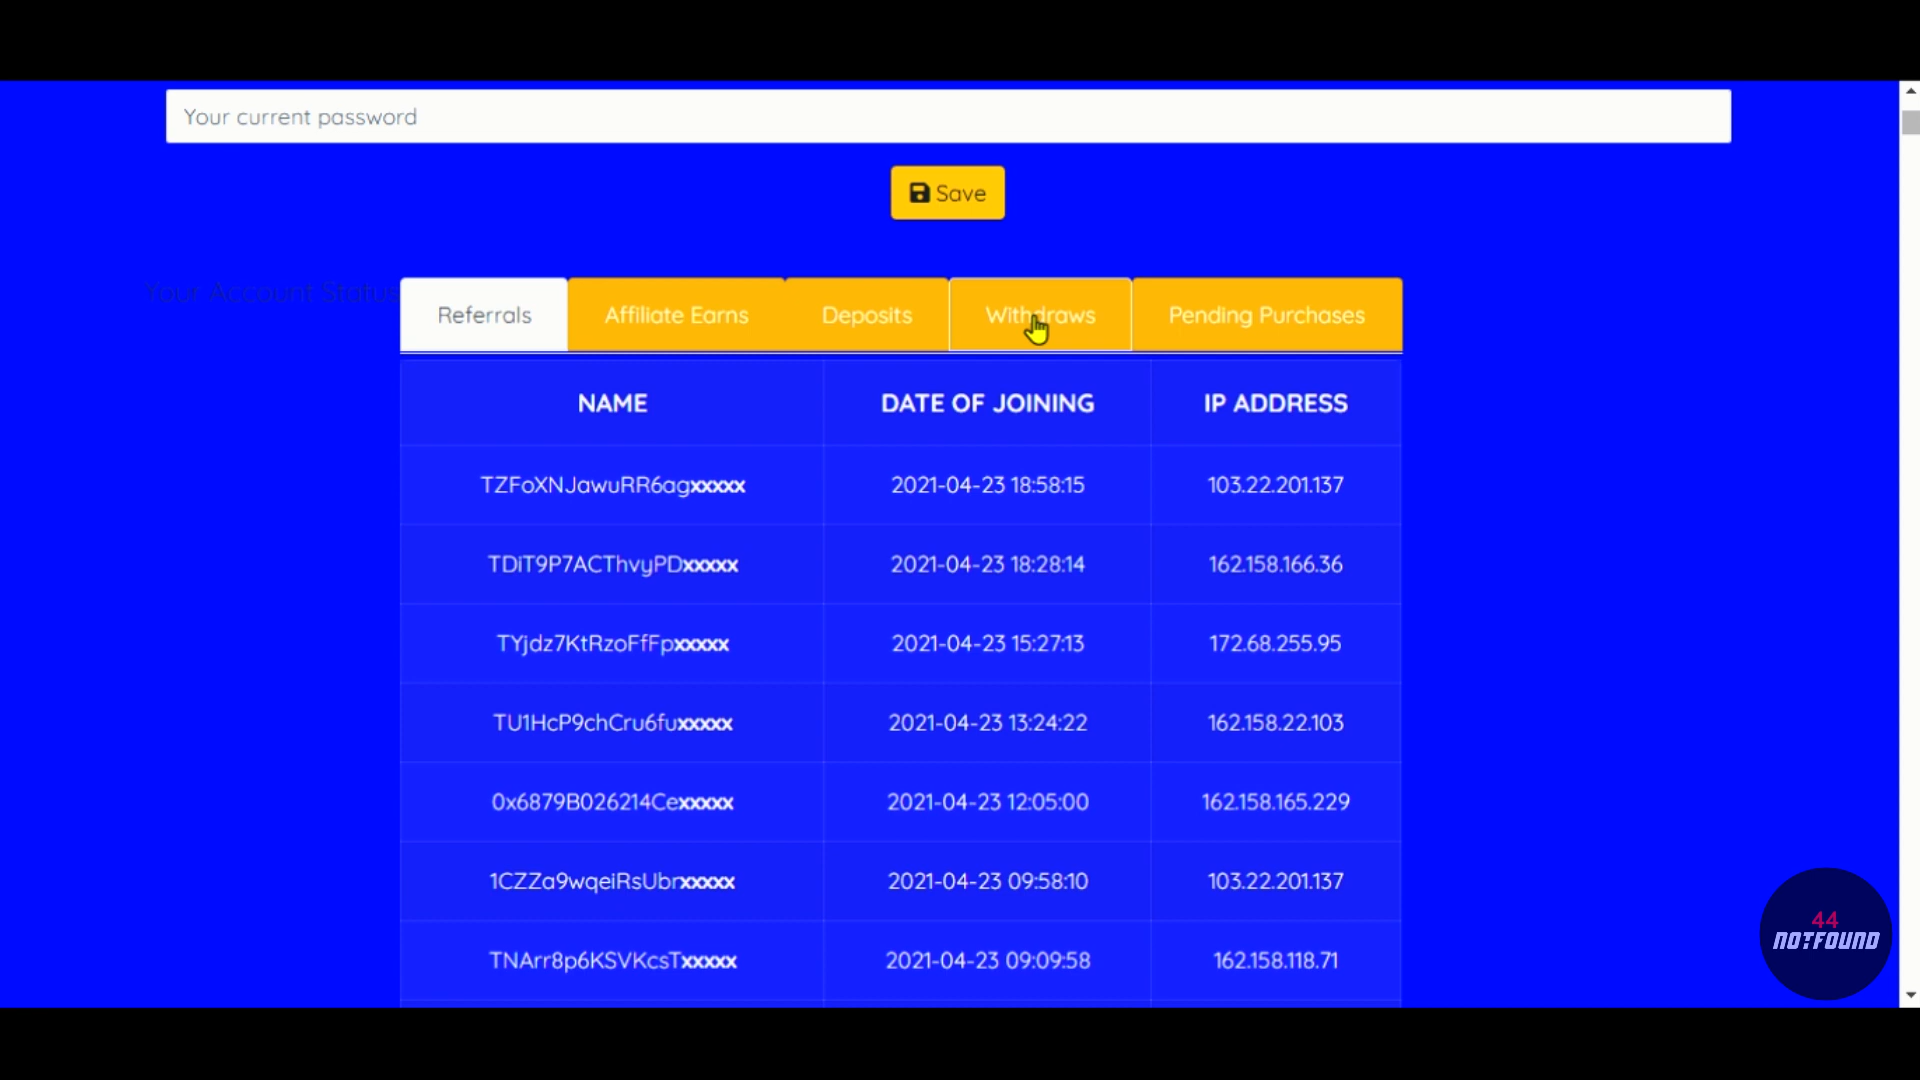 Your current password
Save
Your Account Status
Referrals Affiliate Earns Deposits Withdraws Pending Purchases
NAME DATE OF JOINING IP ADDRESS
TZFoXNJawuRR6agxxxxx 2021-04-23 18:58:15 103.22.201.137
TDiT9P7ACThvyPDxxxxx 2021-04-23 18:28:14 162.158.166.36
TYjdz7KtRzoFfFpxxxxx 2021-04-23 15:27:13 172.68.255.95
TU1HcP9chCru6fuxxxxx 2021-04-23 13:24:22 162.158.22.103
0x6879B026214Cexxxxx 2021-04-23 12:05:00 162.158.165.229
1CZZa9wqeiRsUbrxxxxx 2021-04-23 09:58:10 103.22.201.137
TNArr8p6KSVKcsTxxxxx 2021-04-23 09:09:58 162.158.118.71
44
NOTFOUND